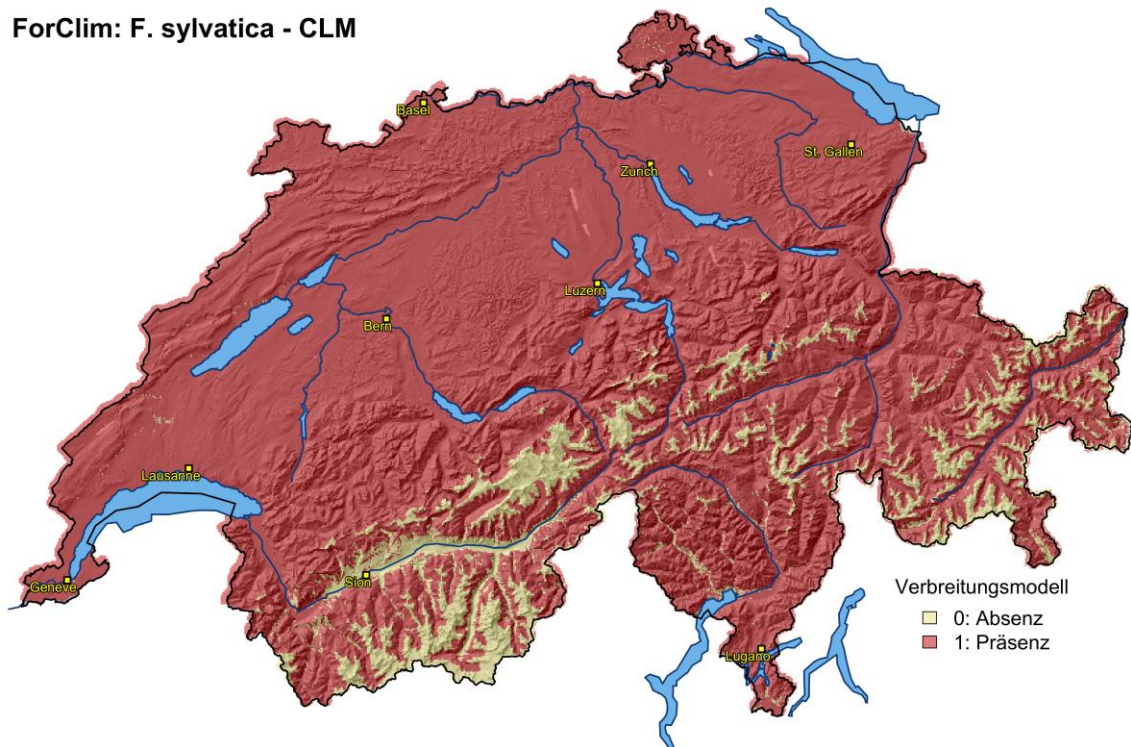 ForClim: F. sylvatica - CLM
Basel
St. Gallen
Zurich
Luzern
Bern
Lausanne
Sion
Geneve
Verbreitungsmodell
0: Absenz
1: Präsenz
Lugano